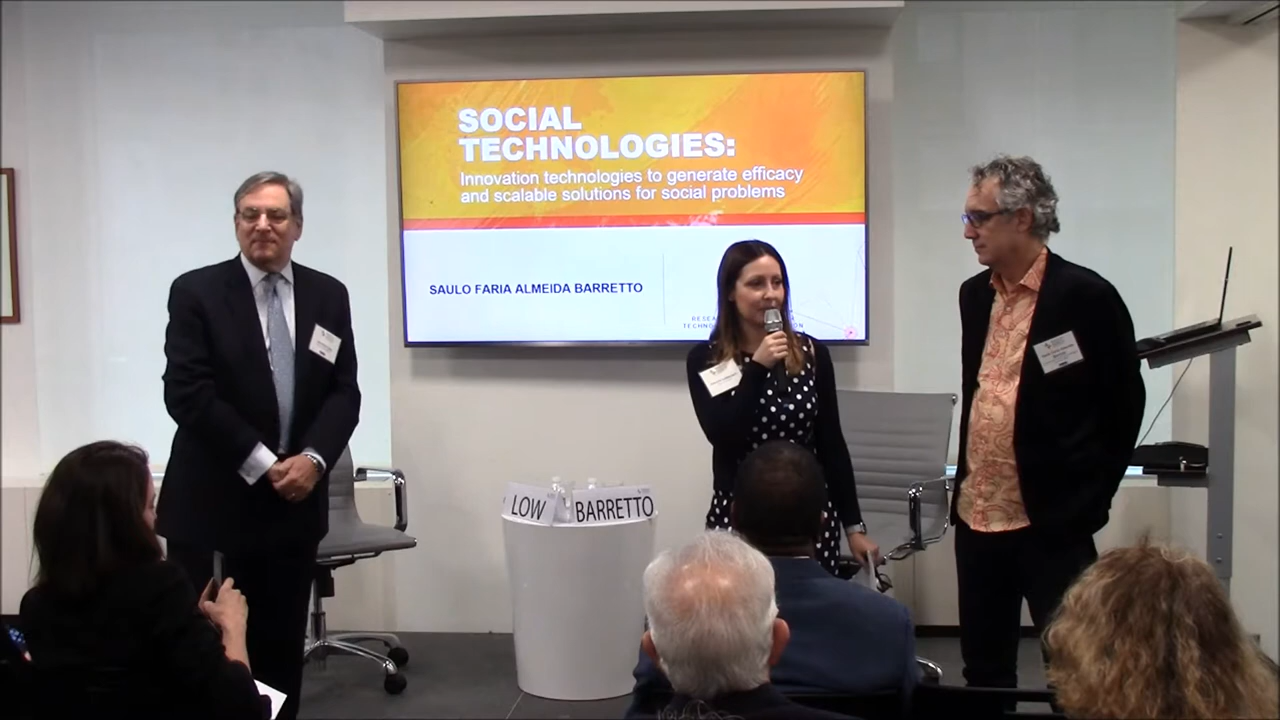 SOCIAL
TECHNOLOGIES:
Innovation technologies to generate efficacy
and scalable solutions for social problems
SAULO FARIA ALMEIDA BARRETTO
LOW
BARRETTO